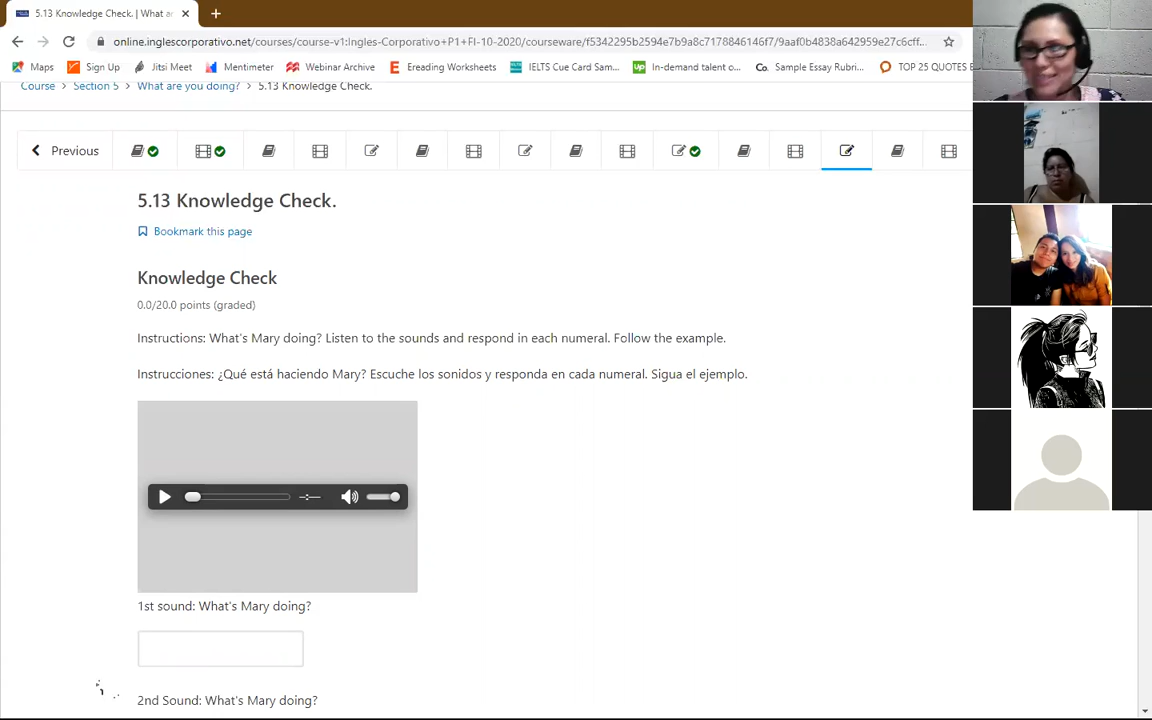 5.13 Knowledge Check. | What ar
online.inglescorporativo.net/courses/course-v1:Ingles-Corporativo+P1+FI-10-2020/courseware/f5342295b2594e7b9a8c7178846146f7/9aaf0b4838a642959e27c6cff...
Maps Sign Up Jitsi Meet Mentimeter Webinar Archive Ereading Worksheets IELTS Cue Card Sam... In-demand talent o... Sample Essay Rubri... TOP 25 QUOTES B
Course > Section 5 > What are you doing? > 5.13 Knowledge Check.
Previous
5.13 Knowledge Check.
Bookmark this page
Knowledge Check
0.0/20.0 points (graded)
Instructions: What's Mary doing? Listen to the sounds and respond in each numeral. Follow the example.
Instrucciones: ¿Qué está haciendo Mary? Escuche los sonidos y responda en cada numeral. Sigua el ejemplo.
--:--
1st sound: What's Mary doing?
2nd Sound: What's Mary doing?